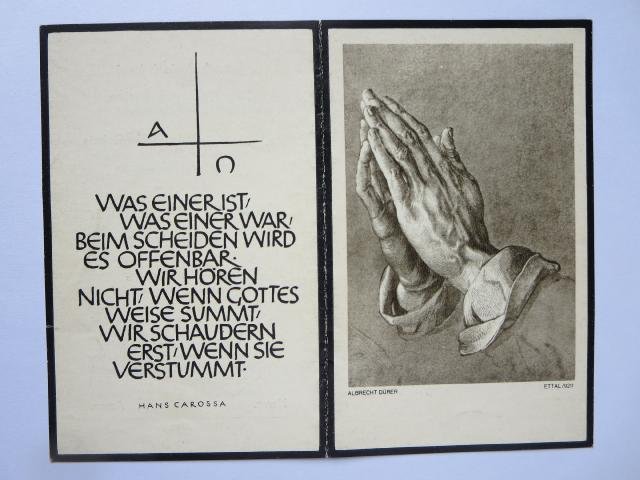 A
Ω
WAS EINER IST,
WAS EINER WAR,
BEIM SCHEIDEN WIRD
ES OFFENBAR.
WIR HÖREN
NICHT, WENN GOTTES
WEISE SUMMT,
WIR SCHAUDERN
ERST, WENN SIE
VERSTUMMT.
HANS CAROSSA
ALBRECHT DÜRER
ETTAL/9211